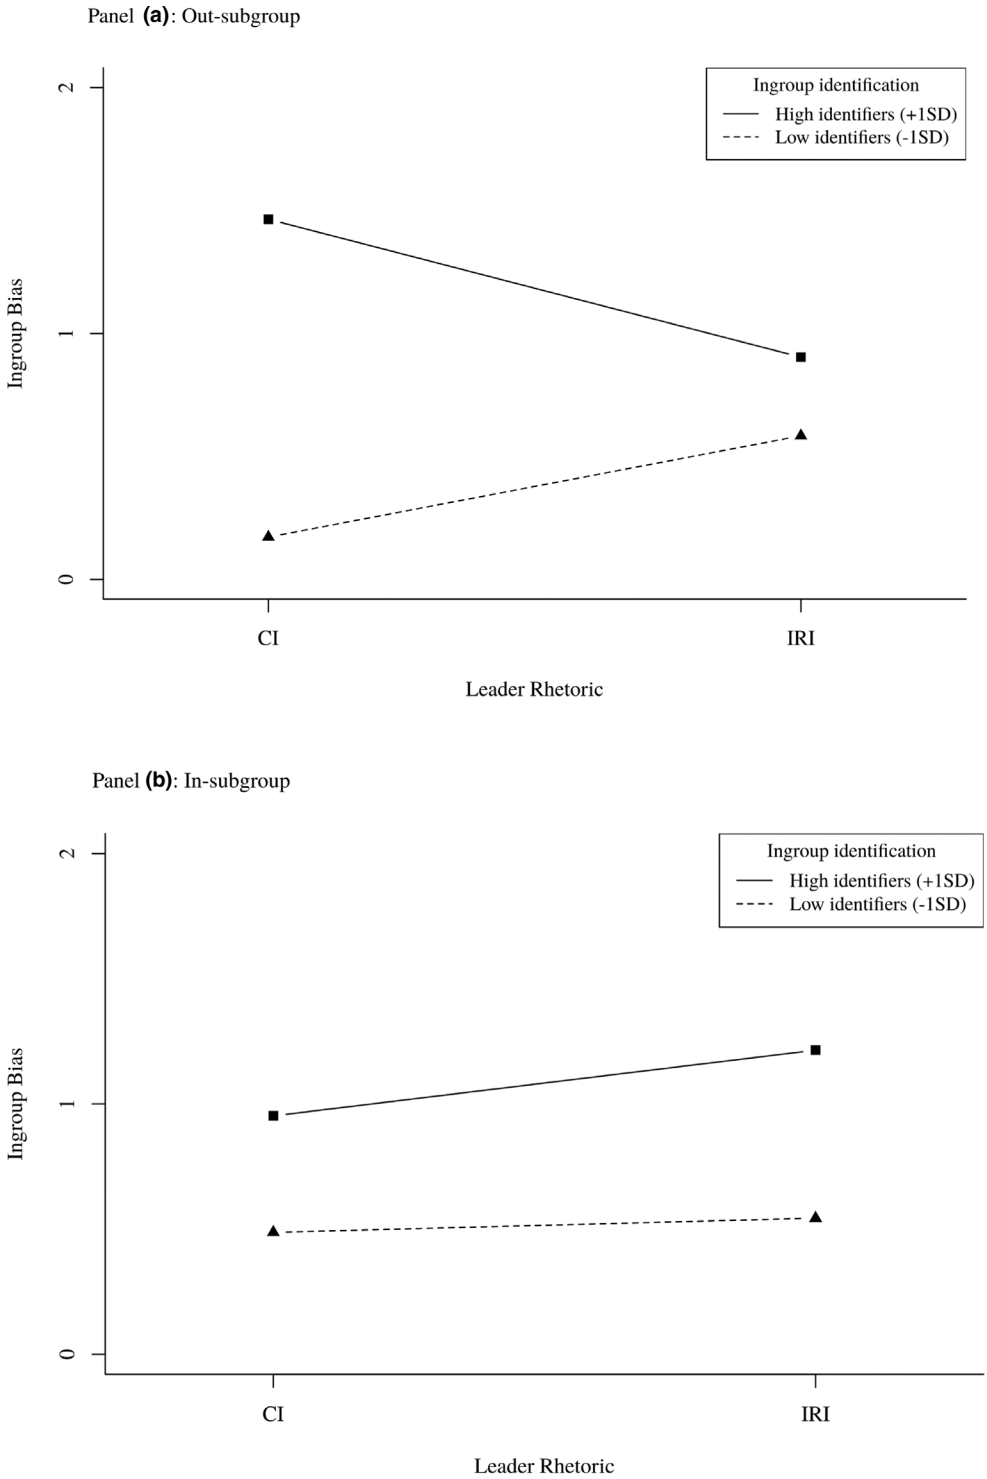 Panel (a): Out-subgroup
Ingroup identification
High identifiers (+1SD)
Low identifiers (-1SD)
2
1
0
Ingroup Bias
CI
IRI
Leader Rhetoric
Panel (b): In-subgroup
Ingroup identification
High identifiers (+1SD)
Low identifiers (-1SD)
2
1
0
Ingroup Bias
CI
IRI
Leader Rhetoric